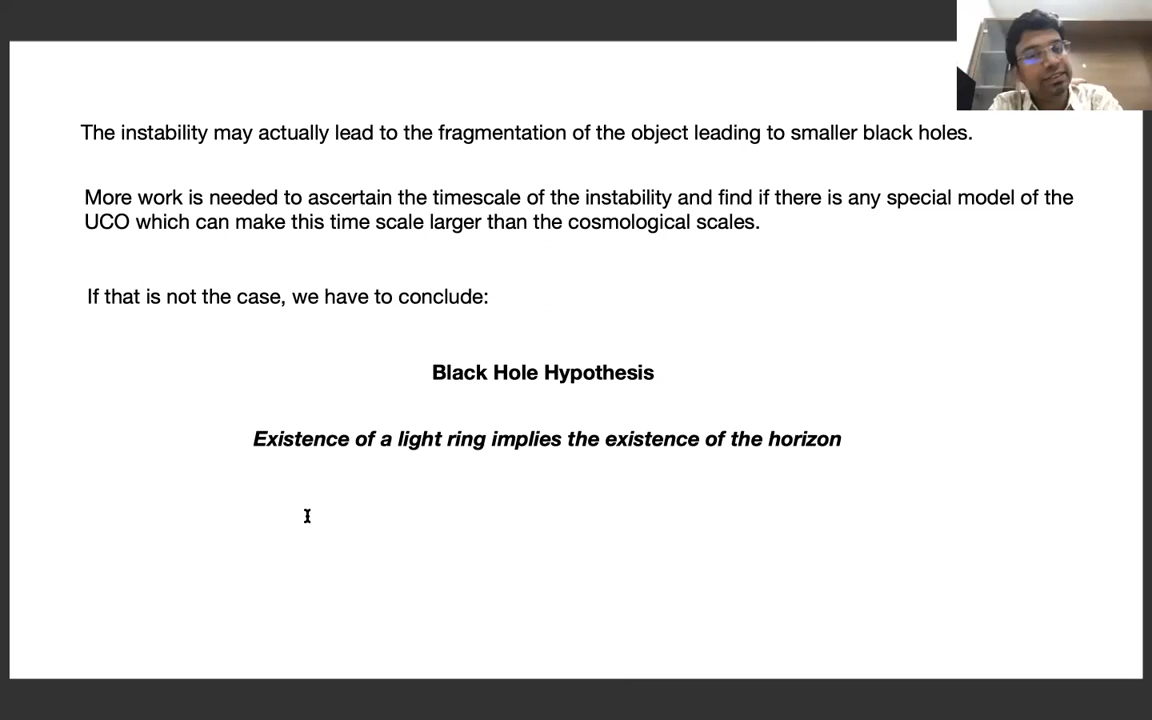 The instability may actually lead to the fragmentation of the object leading to smaller black holes.
More work is needed to ascertain the timescale of the instability and find if there is any special model of the
UCO which can make this time scale larger than the cosmological scales.
If that is not the case, we have to conclude:
Black Hole Hypothesis
Existence of a light ring implies the existence of the horizon